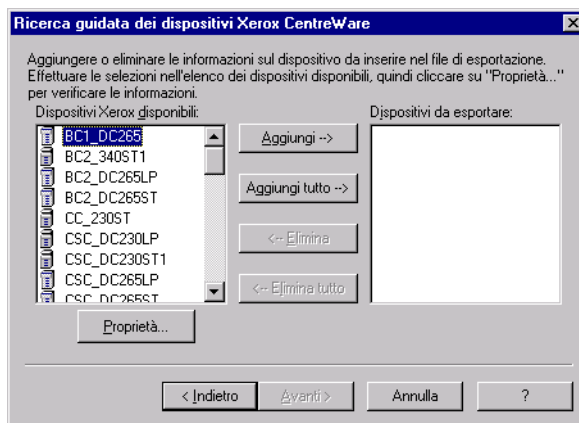 Ricerca guidata dei dispositivi Xerox CentreWare
Aggiungere o eliminare le informazioni sul dispositivo da inserire nel file di esportazione.
Effettuare le selezioni nell'elenco dei dispositivi disponibili, quindi cliccare su "Proprietà..."
per verificare le informazioni.
Dispositivi Xerox disponibili:
Dispositivi da esportare:
BC1_DC265
BC2_340ST1
BC2_DC265LP
BC2_DC265ST
CC_230ST
CSC_DC230LP
CSC_DC230ST1
CSC_DC265LP
CSC_DC265ST
Aggiungi -->
Aggiungi tutto -->
<-- Elimina
<-- Elimina tutto
Proprietà...
< Indietro
Avanti >
Annulla
?